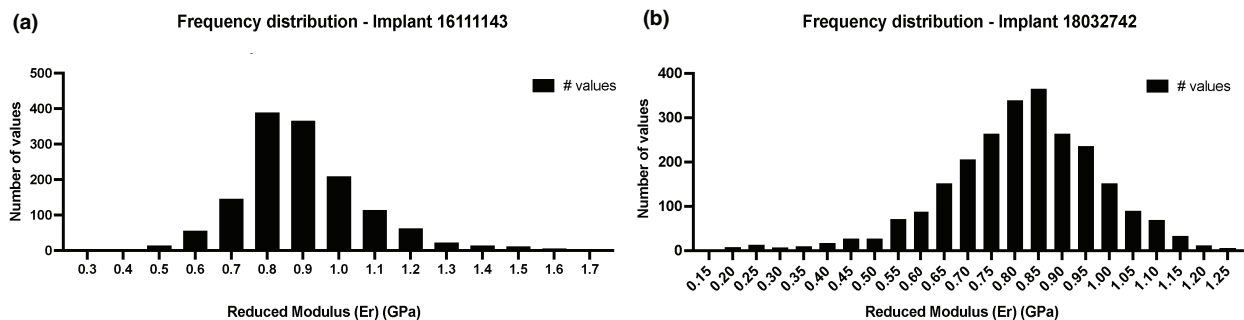 (a)
Frequency distribution - Implant 16111143
500
400
300
200
100
0
Number of values
# values
0.3 0.4 0.5 0.6 0.7 0.8 0.9 1.0 1.1 1.2 1.3 1.4 1.5 1.6 1.7
Reduced Modulus (Er) (GPa)
(b)
Frequency distribution - Implant 18032742
400
300
200
100
0
Number of values
# values
0.15 0.20 0.25 0.30 0.35 0.40 0.45 0.50 0.55 0.60 0.65 0.70 0.75 0.80 0.85 0.90 0.95 1.00 1.05 1.10 1.15 1.20 1.25
Reduced Modulus (Er) (GPa)